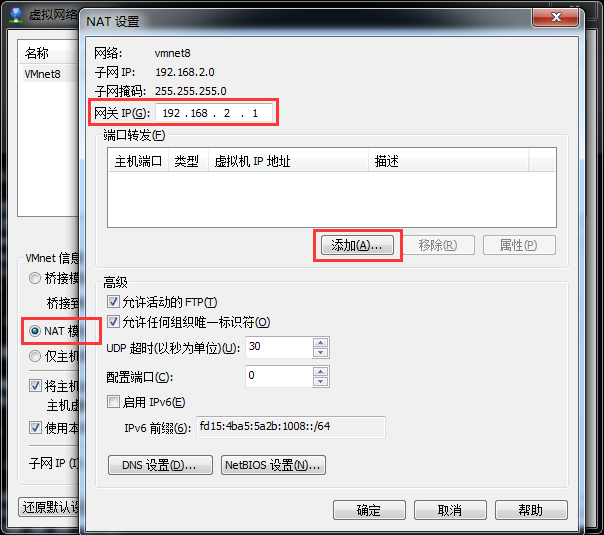 虚拟网络
NAT 设置
名称
VMnet8
网络: vmnet8
子网 IP: 192.168.2.0
子网掩码: 255.255.255.0
网关 IP(G): 192 . 168 . 2 . 1
端口转发(F)
主机端口 类型 虚拟机 IP 地址 描述
添加(A)... 移除(R) 属性(P)
VMnet 信息
桥接模
桥接到
NAT 模
仅主机
将主机
主机虚
使用本
子网 IP (I)
还原默认设
高级
允许活动的 FTP(T)
允许任何组织唯一标识符(O)
UDP 超时(以秒为单位)(U): 30
配置端口(C): 0
启用 IPv6(E)
IPv6 前缀(6): fd15:4ba5:5a2b:1008::/64
DNS 设置(D)... NetBIOS 设置(N)...
确定 取消 帮助